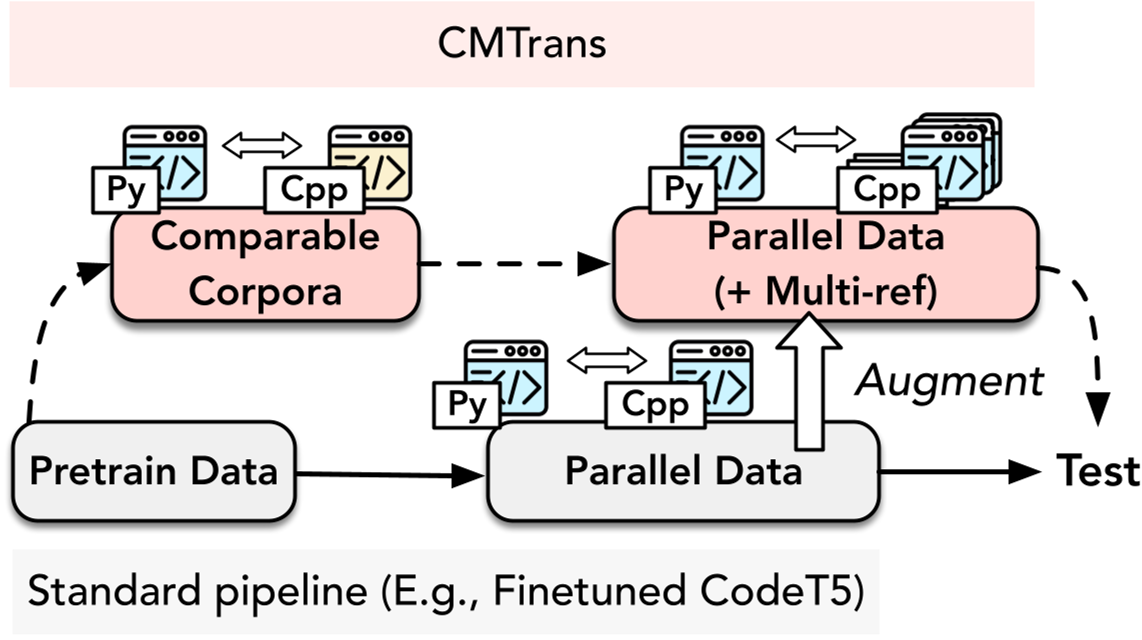 CMTrans
Py
Cpp
Py
Cpp
Comparable
Corpora
Parallel Data
(+ Multi-ref)
Py
Cpp
Augment
Pretrain Data
Parallel Data
Test
Standard pipeline (E.g., Finetuned CodeT5)